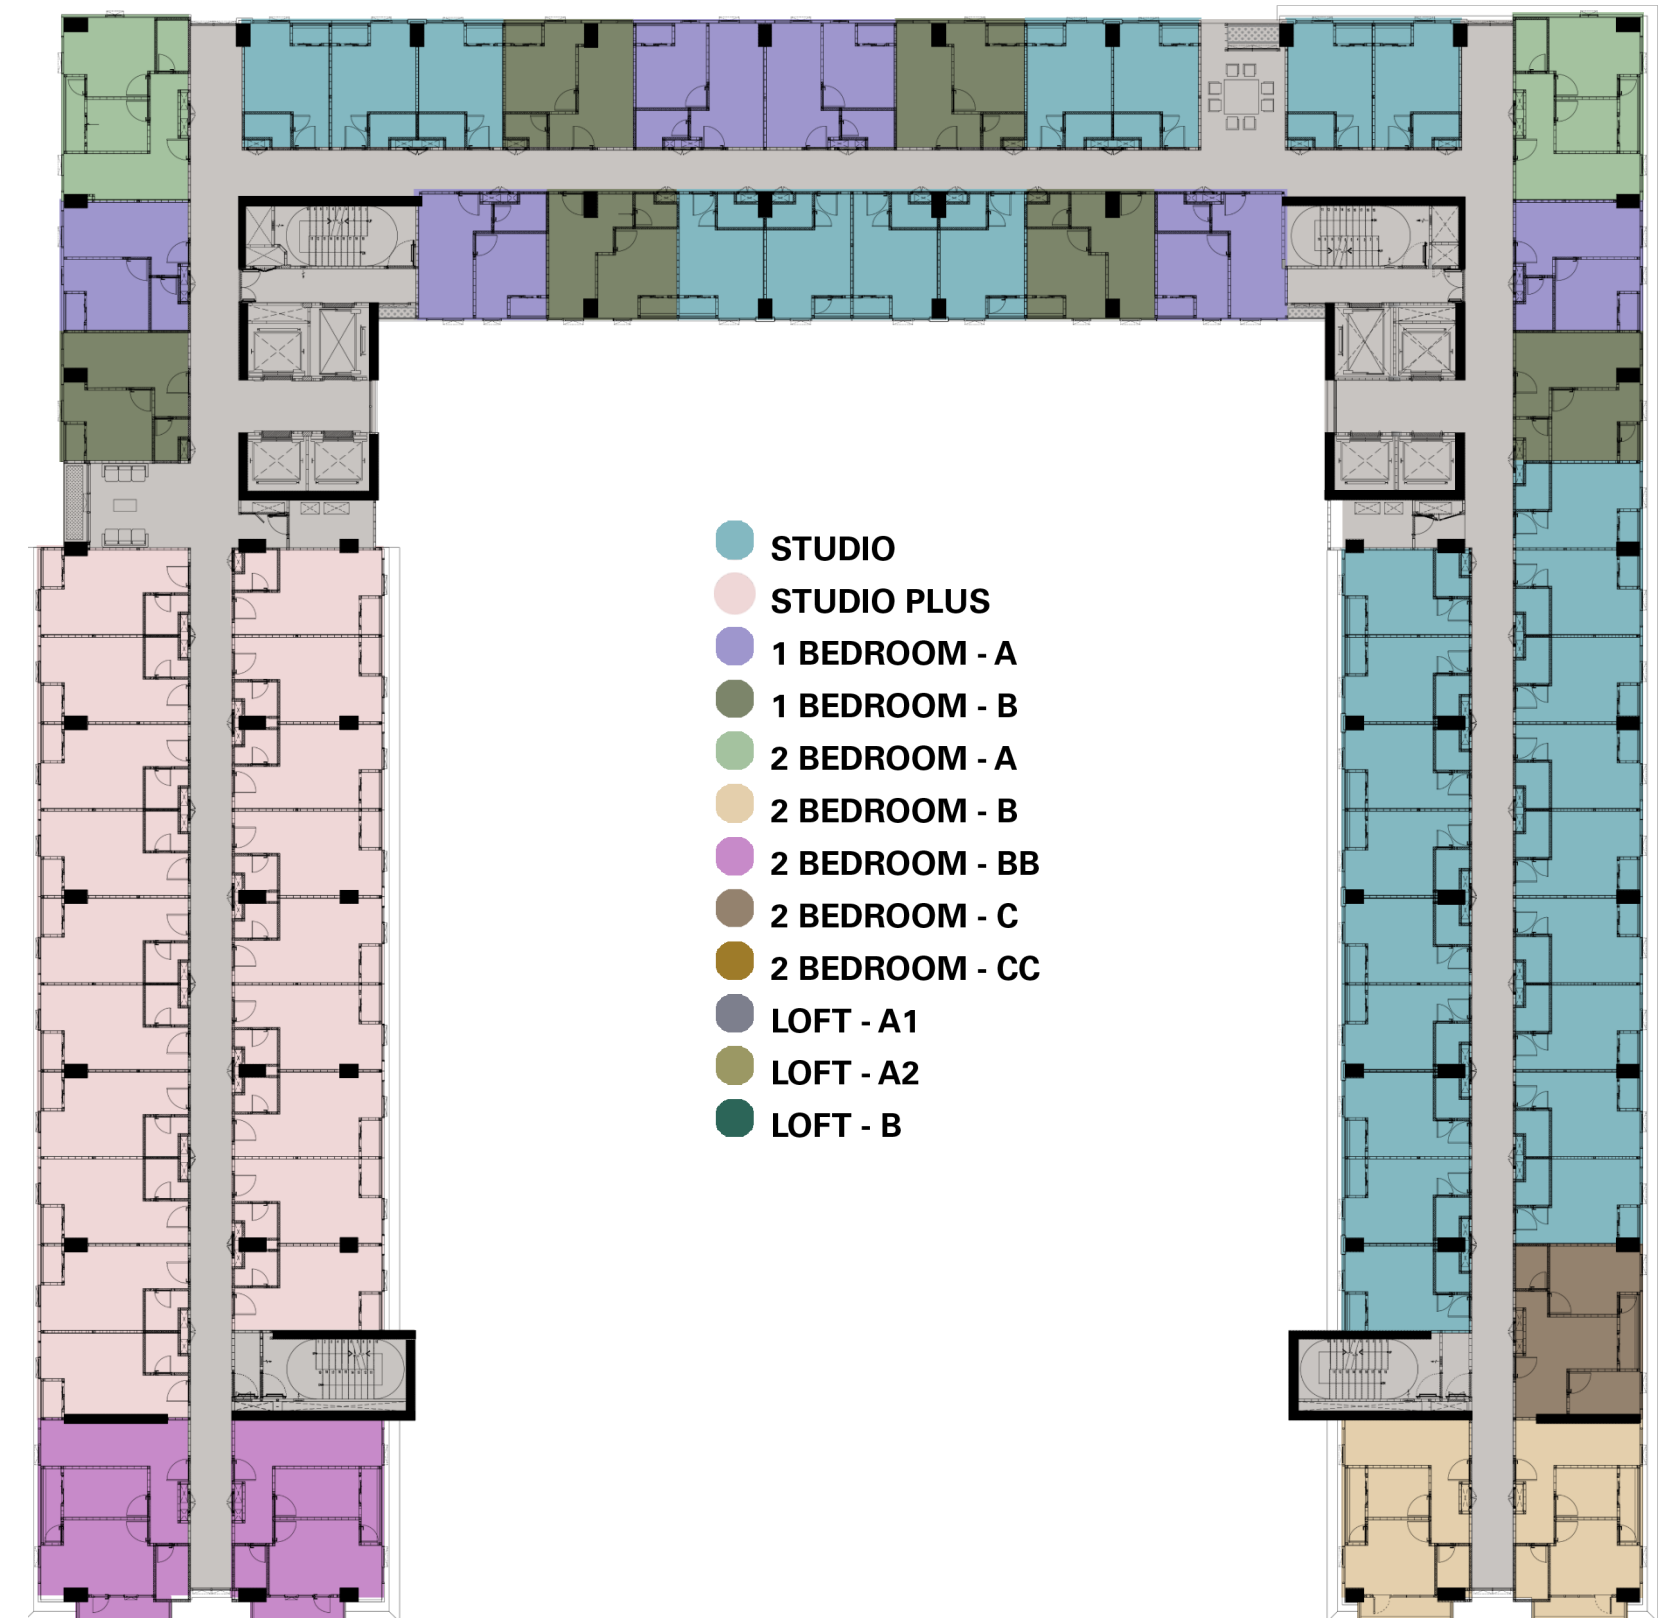 STUDIO
STUDIO PLUS
1 BEDROOM - A
1 BEDROOM - B
2 BEDROOM - A
2 BEDROOM - B
2 BEDROOM - BB
2 BEDROOM - C
2 BEDROOM - CC
LOFT - A1
LOFT - A2
LOFT - B